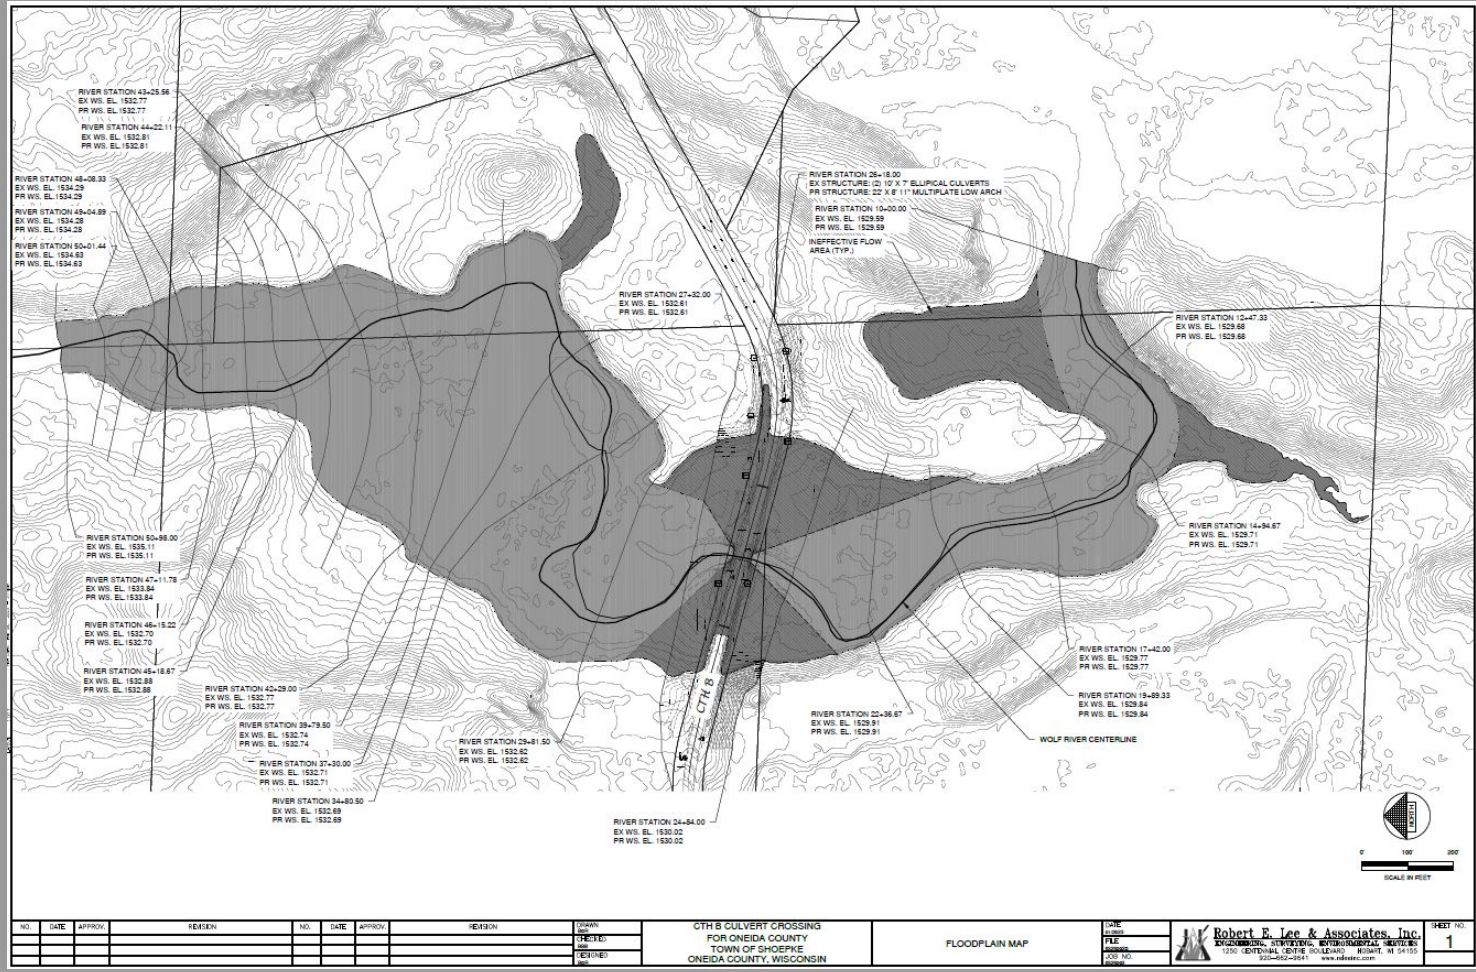 RIVER STATION 43+25.56
EX WS. EL. 1532.77
PR WS. EL. 1532.77
RIVER STATION 44+22.11
EX WS. EL. 1532.81
PR WS. EL. 1532.81
RIVER STATION 48+08.33
EX WS. EL. 1534.29
PR WS. EL. 1534.29
RIVER STATION 49+04.89
EX WS. EL. 1534.28
PR WS. EL. 1534.28
RIVER STATION 50+01.44
EX WS. EL. 1534.63
PR WS. EL. 1534.63
RIVER STATION 26+18.00
EX STRUCTURE: (2) 10' X 7' ELLIPICAL CULVERTS
PR STRUCTURE: 22' X 8' 11" MULTIPLATE LOW ARCH
RIVER STATION 10+00.00
EX WS. EL. 1529.59
PR WS. EL. 1529.59
INEFFECTIVE FLOW
AREA (TYP.)
RIVER STATION 27+32.00
EX WS. EL. 1532.61
PR WS. EL. 1532.61
RIVER STATION 12+47.33
EX WS. EL. 1529.68
PR WS. EL. 1529.68
RIVER STATION 50+98.00
EX WS. EL. 1535.11
PR WS. EL. 1535.11
RIVER STATION 47+11.78
EX WS. EL. 1533.84
PR WS. EL. 1533.84
RIVER STATION 46+15.22
EX WS. EL. 1532.70
PR WS. EL. 1532.70
RIVER STATION 45+18.67
EX WS. EL. 1532.88
PR WS. EL. 1532.88
RIVER STATION 14+94.67
EX WS. EL. 1529.71
PR WS. EL. 1529.71
RIVER STATION 42+29.00
EX WS. EL. 1532.77
PR WS. EL. 1532.77
RIVER STATION 39+79.50
EX WS. EL. 1532.74
PR WS. EL. 1532.74
RIVER STATION 37+30.00
EX WS. EL. 1532.71
PR WS. EL. 1532.71
RIVER STATION 34+80.50
EX WS. EL. 1532.69
PR WS. EL. 1532.69
RIVER STATION 29+81.50
EX WS. EL. 1532.62
PR WS. EL. 1532.62
CTH B
RIVER STATION 17+42.00
EX WS. EL. 1529.77
PR WS. EL. 1529.77
RIVER STATION 19+89.33
EX WS. EL. 1529.84
PR WS. EL. 1529.84
RIVER STATION 22+36.67
EX WS. EL. 1529.91
PR WS. EL. 1529.91
WOLF RIVER CENTERLINE
RIVER STATION 24+84.00
EX WS. EL. 1530.02
PR WS. EL. 1530.02
NORTH
0' 100' 200'
SCALE IN FEET
NO. DATE APPROV. REVISION NO. DATE APPROV. REVISION
DRAWN
CHECKED
DESIGNED
CTH B CULVERT CROSSING
FOR ONEIDA COUNTY
TOWN OF SHOEPKE
ONEIDA COUNTY, WISCONSIN
FLOODPLAIN MAP
DATE
FILE
JOB NO.
Robert E. Lee & Associates, Inc.
ENGINEERING, SURVEYING, ENVIRONMENTAL SERVICES
1250 CENTENNIAL CENTRE BOULEVARD HOBART, WI 54155
920-662-9641 www.releeinc.com
SHEET NO.
1